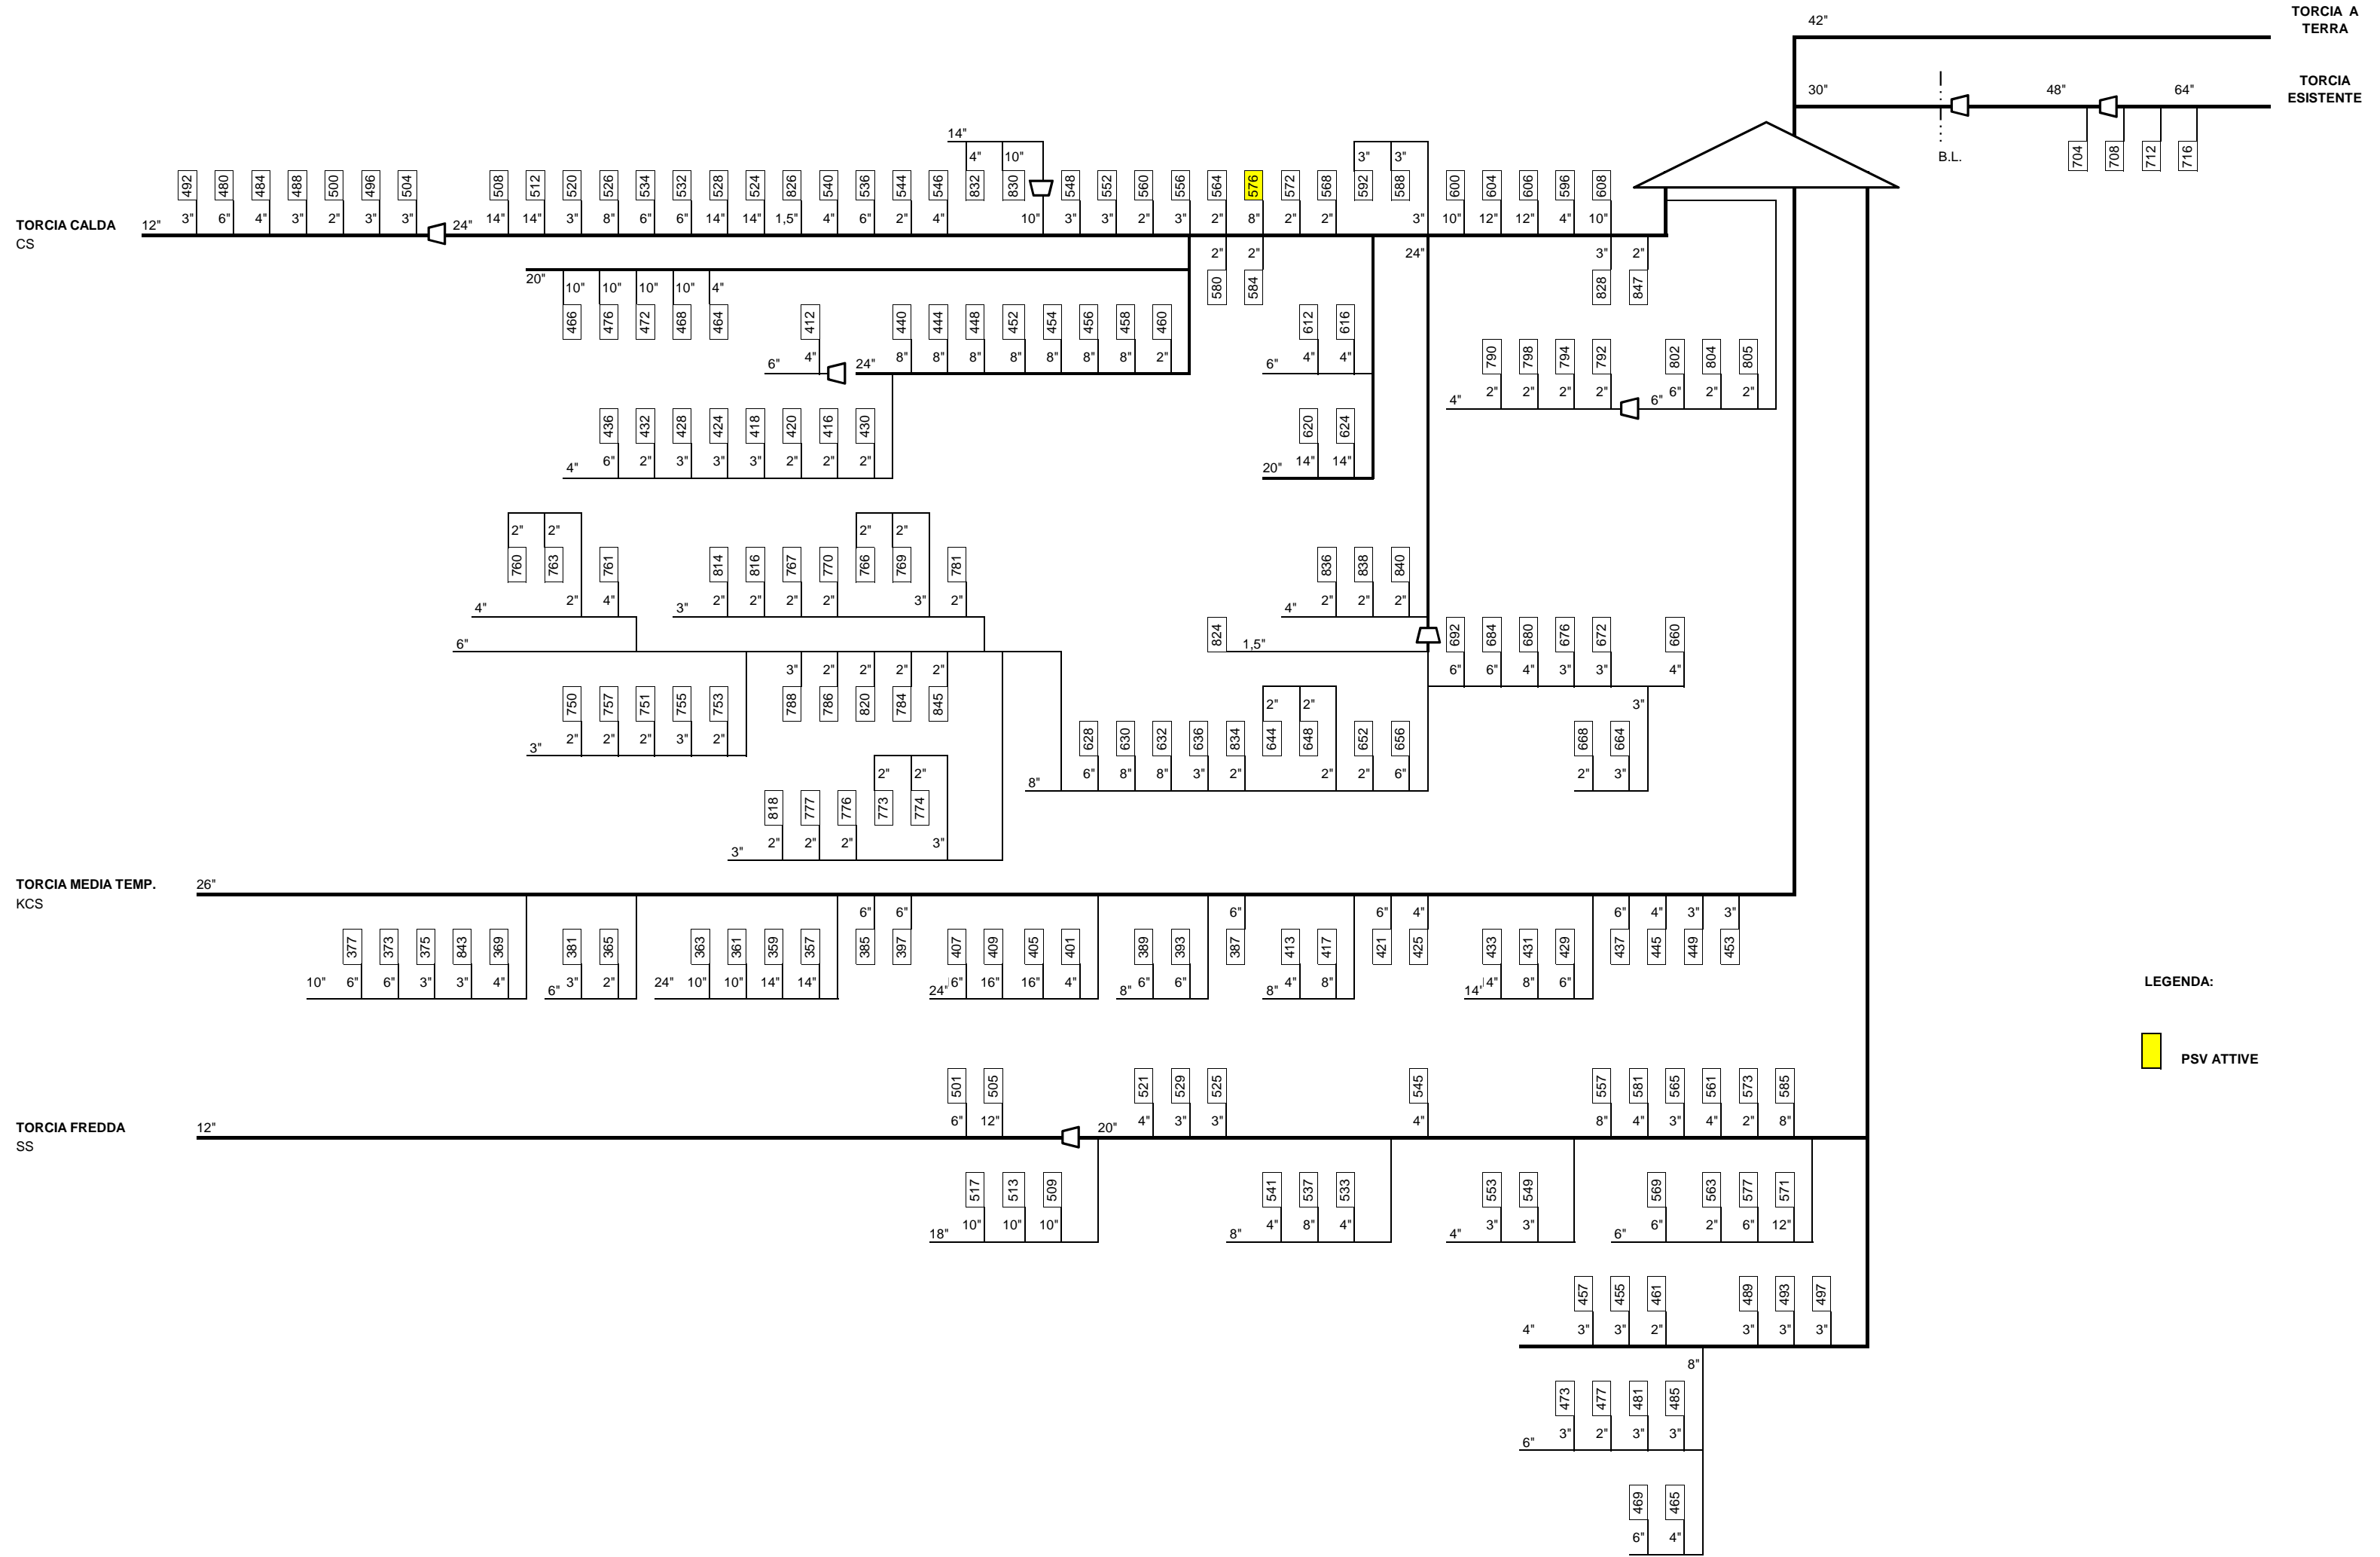 42"
TORCIA A
TERRA
30"
48"
64"
TORCIA
ESISTENTE
B.L.
704 708 712 716
14"
4" 10" 3" 3"
492 480 484 488 500 496 504 508 512 520 526 534 532 528 524 826 540 536 544 546 832 830 548 552 560 556 564 576 572 568 592 588 600 604 606 596 608
TORCIA CALDA
CS
12" 3" 6" 4" 3" 2" 3" 3" 24" 14" 14" 3" 8" 6" 6" 14" 14" 1,5" 4" 6" 2" 4" 10" 3" 3" 2" 3" 2" 8" 2" 2" 3" 10" 12" 12" 4" 10"
2" 2" 24" 3" 2"
580 584 828 847
20" 10" 10" 10" 10" 4"
466 476 472 468 464
412 440 444 448 452 454 456 458 460 612 616
6" 4" 24" 8" 8" 8" 8" 8" 8" 8" 2" 6" 4" 4"
790 798 794 792 802 804 805
4" 2" 2" 2" 2" 6" 6" 2" 2"
436 432 428 424 418 420 416 430 620 624
4" 6" 2" 3" 3" 3" 2" 2" 2" 20" 14" 14"
2" 2" 2" 2"
760 763 761 814 816 767 770 766 769 781 836 838 840
4" 2" 4" 3" 2" 2" 2" 2" 3" 2" 4" 2" 2" 2"
6"
824 1,5" 692 684 680 676 672 660
3" 2" 2" 2" 2" 6" 6" 4" 3" 3" 4"
788 786 820 784 845
750 757 751 755 753
3" 2" 2" 2" 3" 2"
2" 2" 3"
628 630 632 636 834 644 648 652 656 668 664
8" 6" 8" 8" 3" 2" 2" 2" 6" 2" 3"
2" 2"
818 777 776 773 774
3" 2" 2" 2" 3"
TORCIA MEDIA TEMP.
KCS
26"
6" 6" 6" 6" 4" 6" 4" 3" 3"
377 373 375 843 369 381 365 363 361 359 357 385 397 407 409 405 401 389 393 387 413 417 421 425 433 431 429 437 445 449 453
10" 6" 6" 3" 3" 4" 6" 3" 2" 24" 10" 10" 14" 14" 24" 6" 16" 16" 4" 8" 6" 6" 8" 4" 8" 14" 4" 8" 6"
LEGENDA:
PSV ATTIVE
501 505 521 529 525 545 557 581 565 561 573 585
TORCIA FREDDA
SS
12" 6" 12" 20" 4" 3" 3" 4" 8" 4" 3" 4" 2" 8"
517 513 509 541 537 533 553 549 569 563 577 571
18" 10" 10" 10" 8" 4" 8" 4" 4" 3" 3" 6" 6" 2" 6" 12"
457 455 461 489 493 497
4" 3" 3" 2" 3" 3" 3"
8"
473 477 481 485
6" 3" 2" 3" 3"
469 465
6" 4"